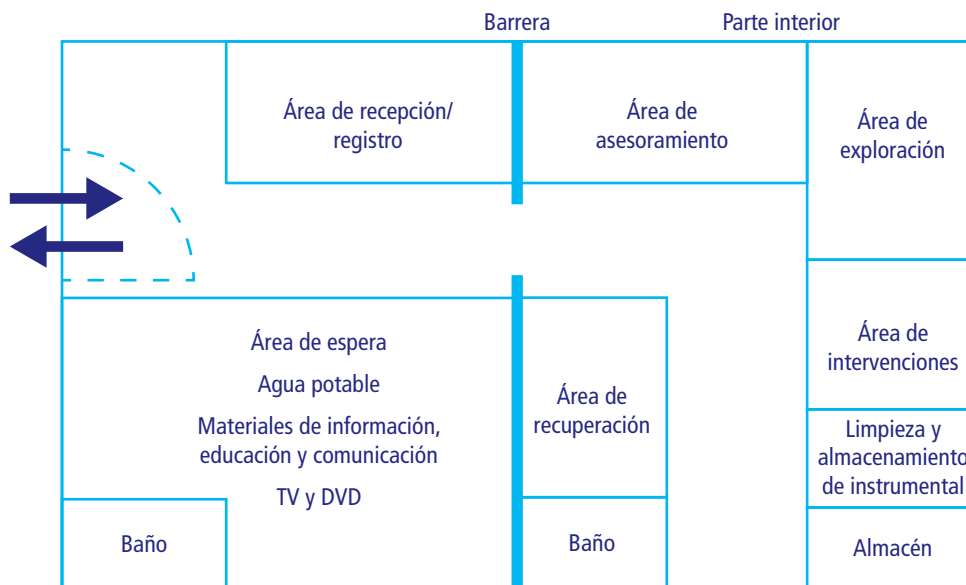 Barrera
Parte interior
Área de recepción/
registro
Área de
asesoramiento
Área de
exploración
Área de espera
Agua potable
Materiales de información,
educación y comunicación
TV y DVD
Baño
Área de
recuperación
Baño
Área de
intervenciones
Limpieza y
almacenamiento
de instrumental
Almacén